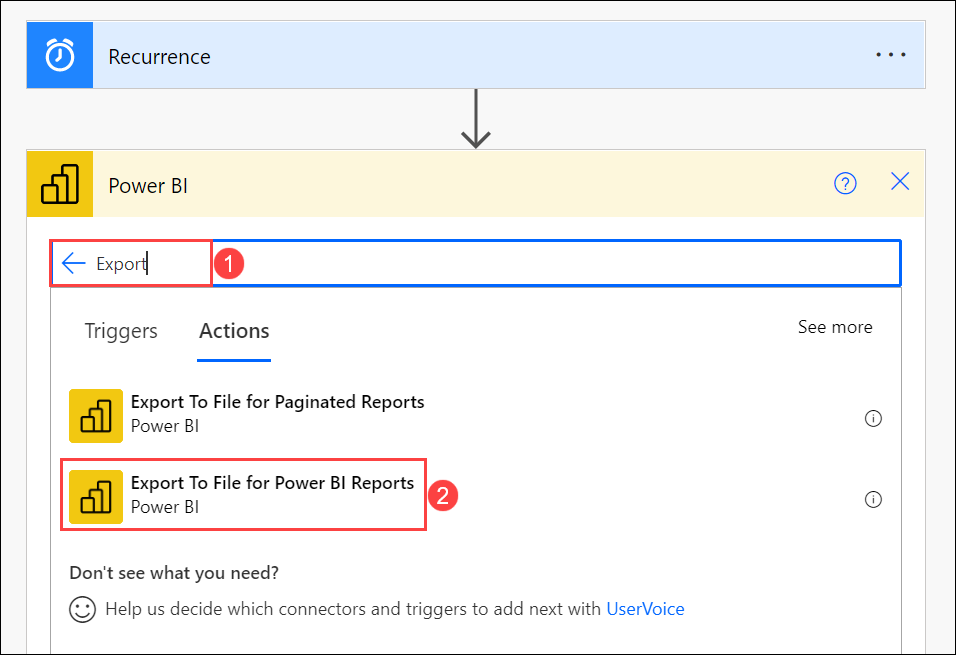 Recurrence
Power BI
Export
1
Triggers
Actions
See more
Export To File for Paginated Reports
Power BI
Export To File for Power BI Reports
Power BI
2
Don't see what you need?
Help us decide which connectors and triggers to add next with UserVoice